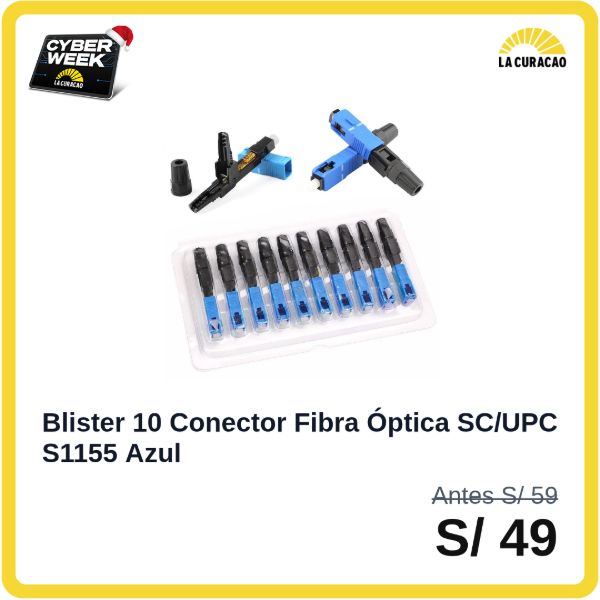 CYBER
WEEK
LA CURACAO
LA CURACAO
Blister 10 Conector Fibra Óptica SC/UPC
S1155 Azul
Antes S/ 59
S/ 49